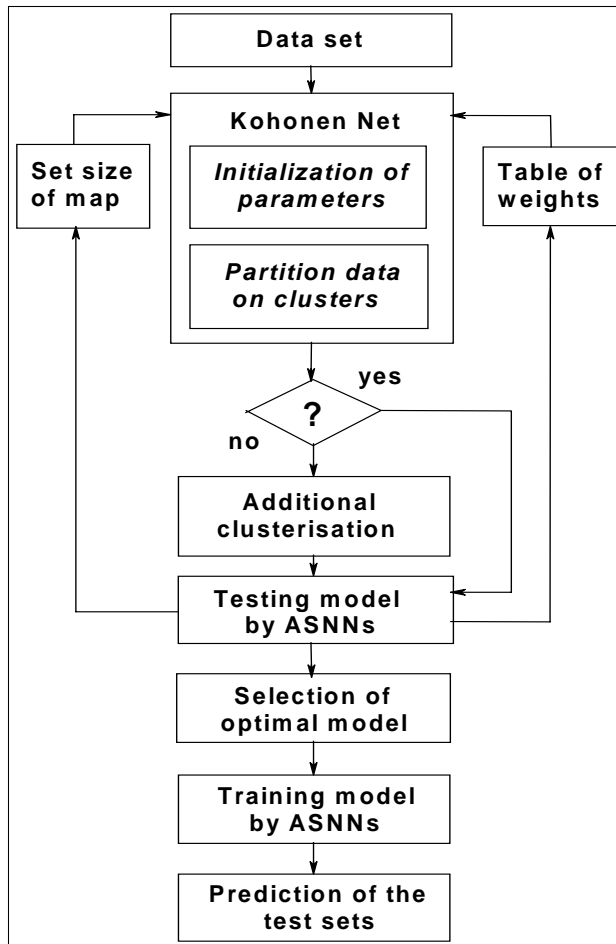 Data set
Kohonen Net
Initialization of
parameters
Partition data
on clusters
Set size
of map
Table of
weights
yes
?
no
Additional
clusterisation
Testing model
by ASNNs
Selection of
optimal model
Training model
by ASNNs
Prediction of the
test sets